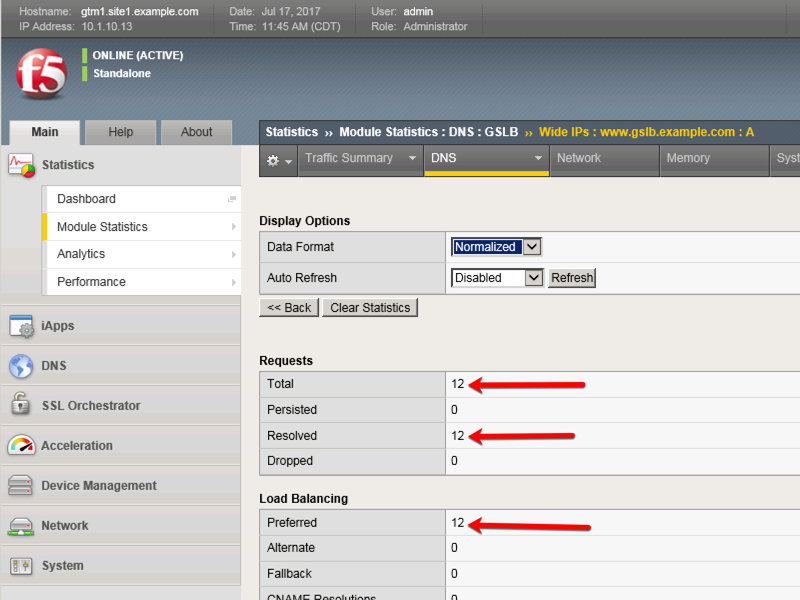 Hostname: gtm1.site1.example.com Date: Jul 17, 2017 User: admin
IP Address: 10.1.10.13 Time: 11:45 AM (CDT) Role: Administrator
f5
ONLINE (ACTIVE)
Standalone
Main Help About
Statistics ›› Module Statistics : DNS : GSLB ›› Wide IPs : www.gslb.example.com : A
Traffic Summary DNS Network Memory Syst
Statistics
Dashboard
Module Statistics
Analytics
Performance
iApps
DNS
SSL Orchestrator
Acceleration
Device Management
Network
System
Display Options
Data Format Normalized
Auto Refresh Disabled Refresh
<< Back Clear Statistics
Requests
Total 12
Persisted 0
Resolved 12
Dropped 0
Load Balancing
Preferred 12
Alternate 0
Fallback 0
CNAME Resolutions 0